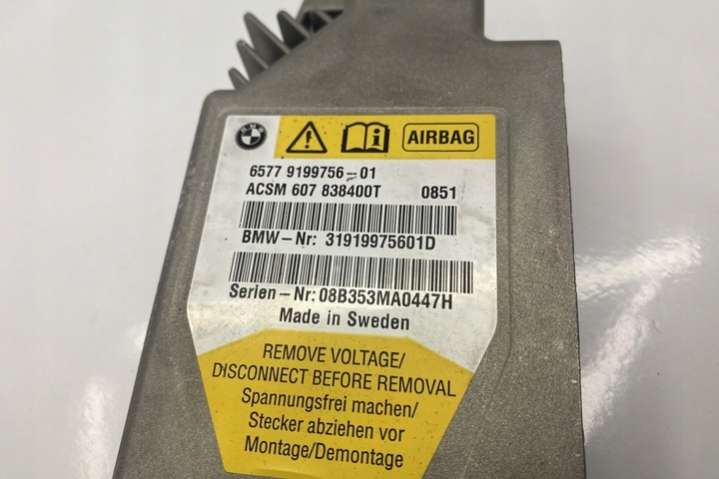 BMW
AIRBAG
6577 9199756-01
ACSM 607 838400T 0851
BMW-Nr: 31919975601D
Serien-Nr: 08B353MA0447H
Made in Sweden
REMOVE VOLTAGE/
DISCONNECT BEFORE REMOVAL
Spannungsfrei machen/
Stecker abziehen vor
Montage/Demontage